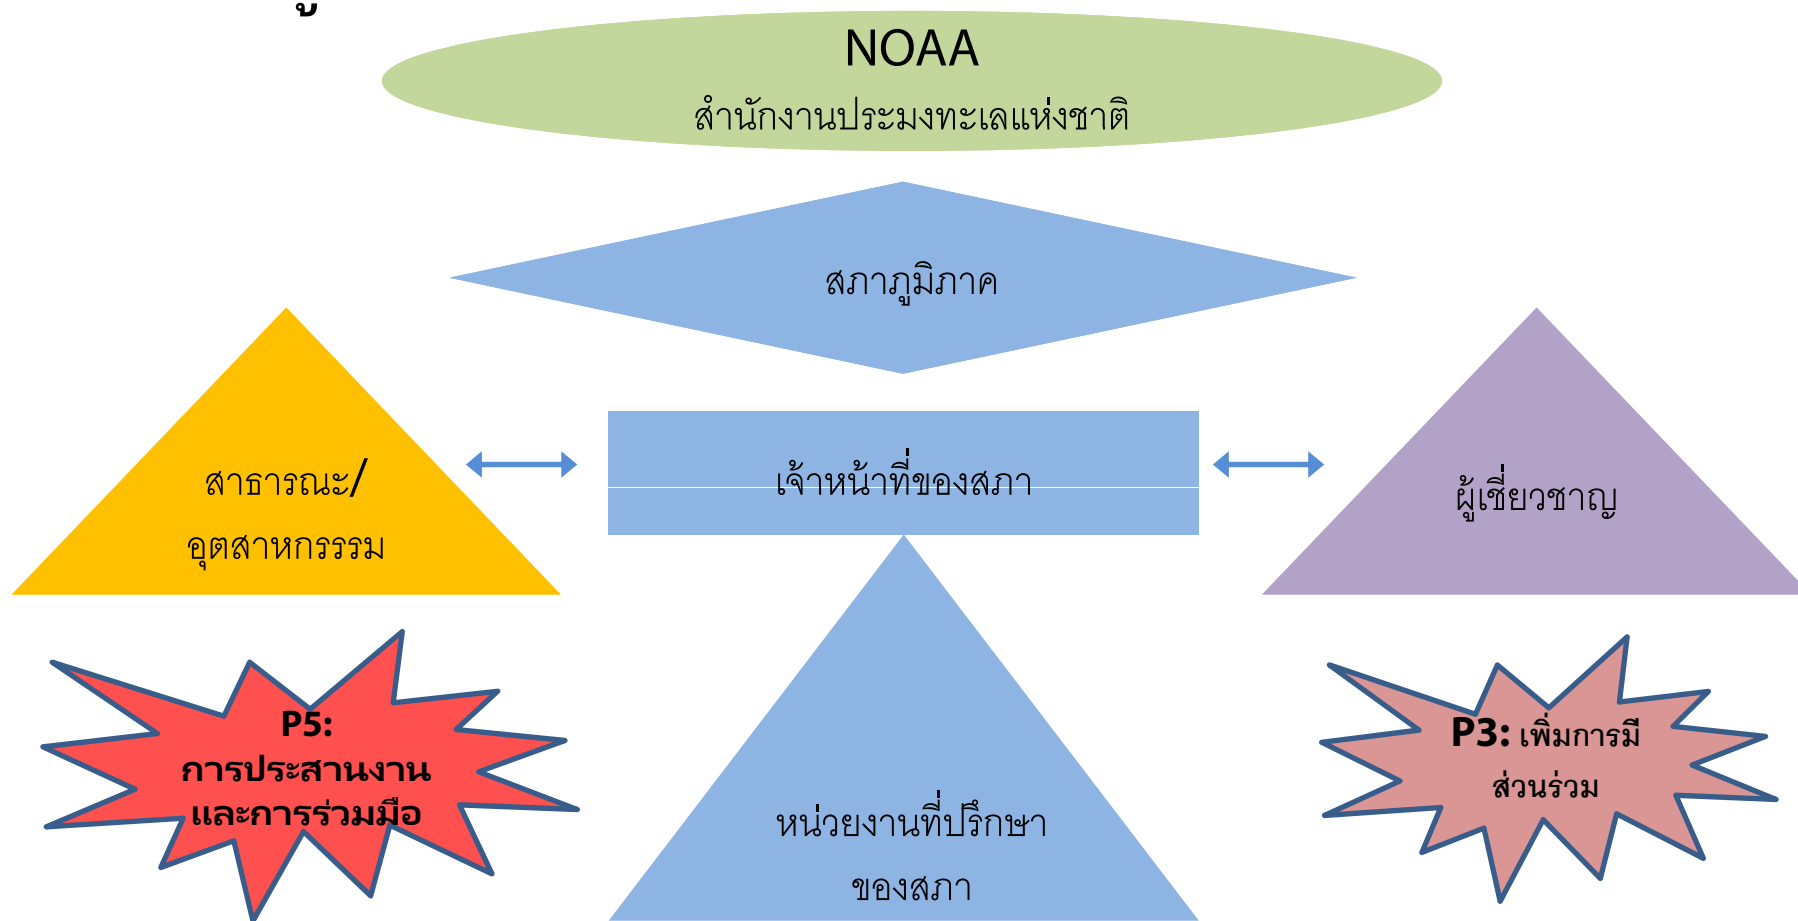 NOAA
สำนักงานประมงทะเลแห่งชาติ
สภาภูมิภาค
สาธารณะ/
อุตสาหกรรรม
เจ้าหน้าที่ของสภา
ผู้เชี่ยวชาญ
P5:
การประสานงาน
และการร่วมมือ
หน่วยงานที่ปรึกษา
ของสภา
P3: เพิ่มการมี
ส่วนร่วม